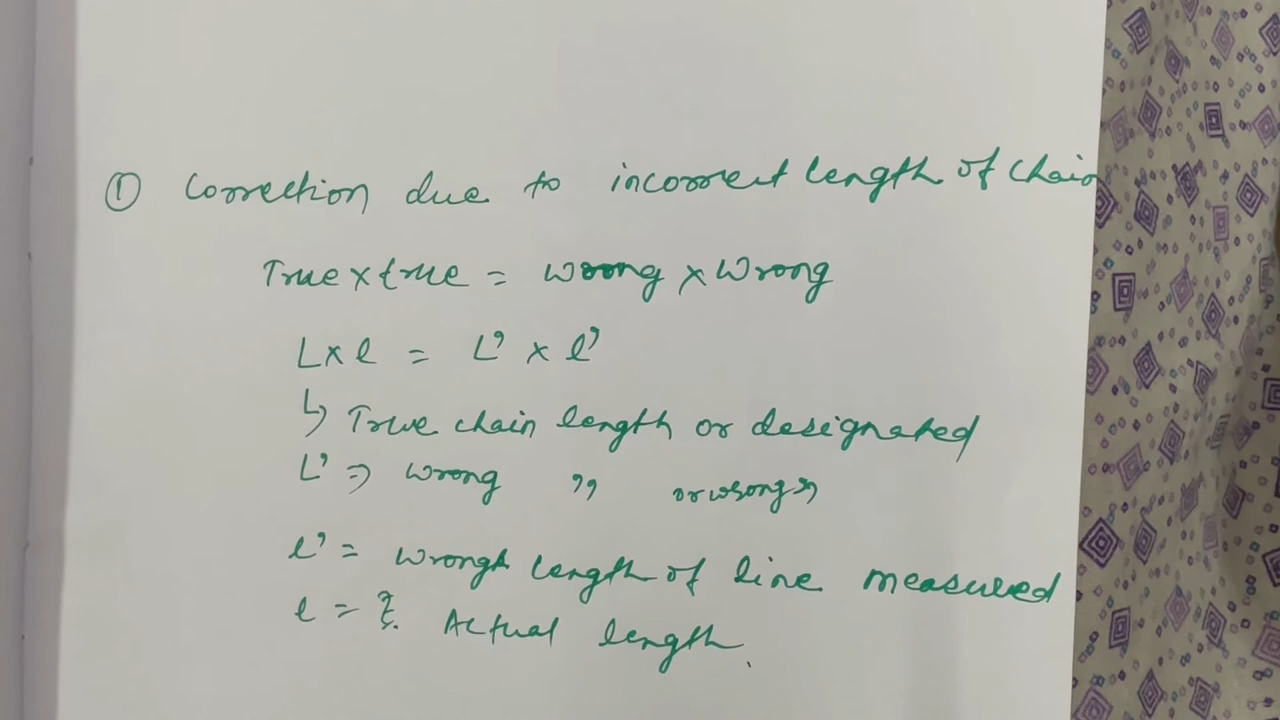 ① Correction due to incorrect length of chain
True x true = wrong x Wrong
L x l = L' x l'
↳ True chain length or designated
L' => wrong ,, or wrong ,,
l' = wrong length of line measured
l = ?. Actual length.